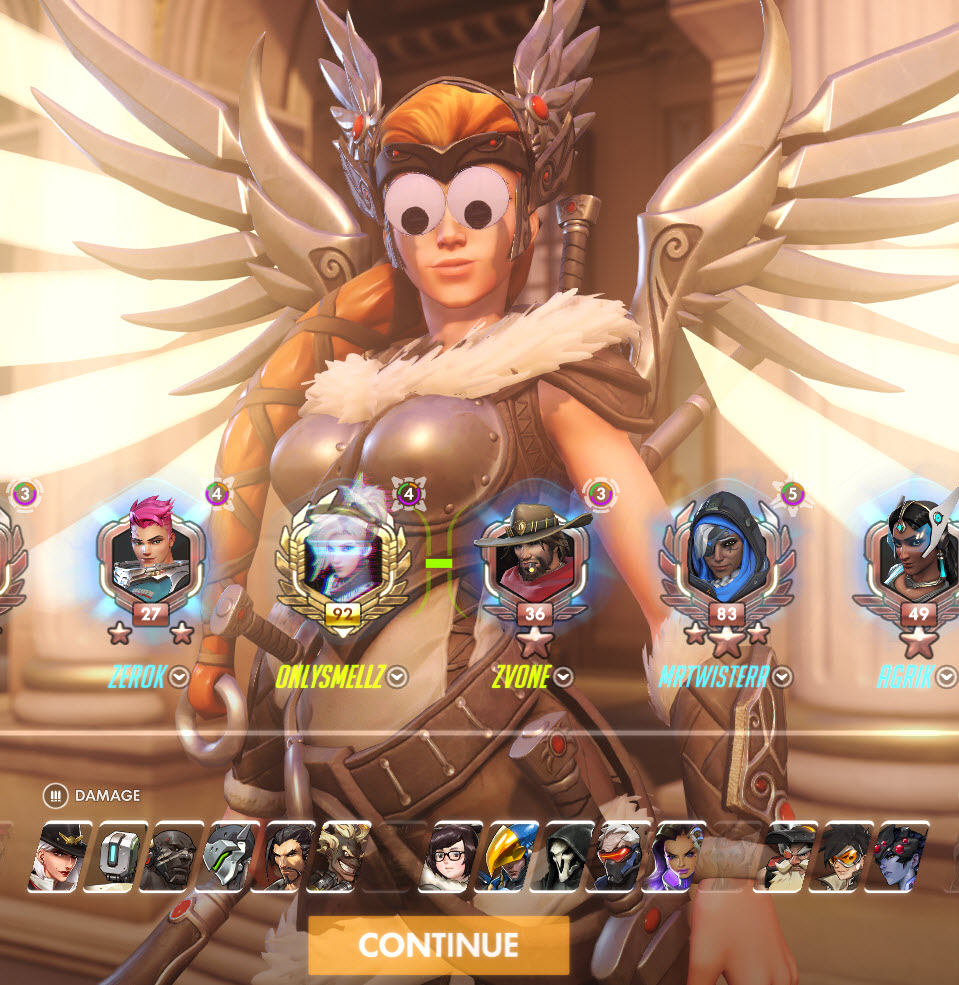 3
4
4
3
5
27
92
36
83
49
ZEROK
ONLYSMELLZ
ZVONE
MRTWISTERR
AGRIK
DAMAGE
CONTINUE